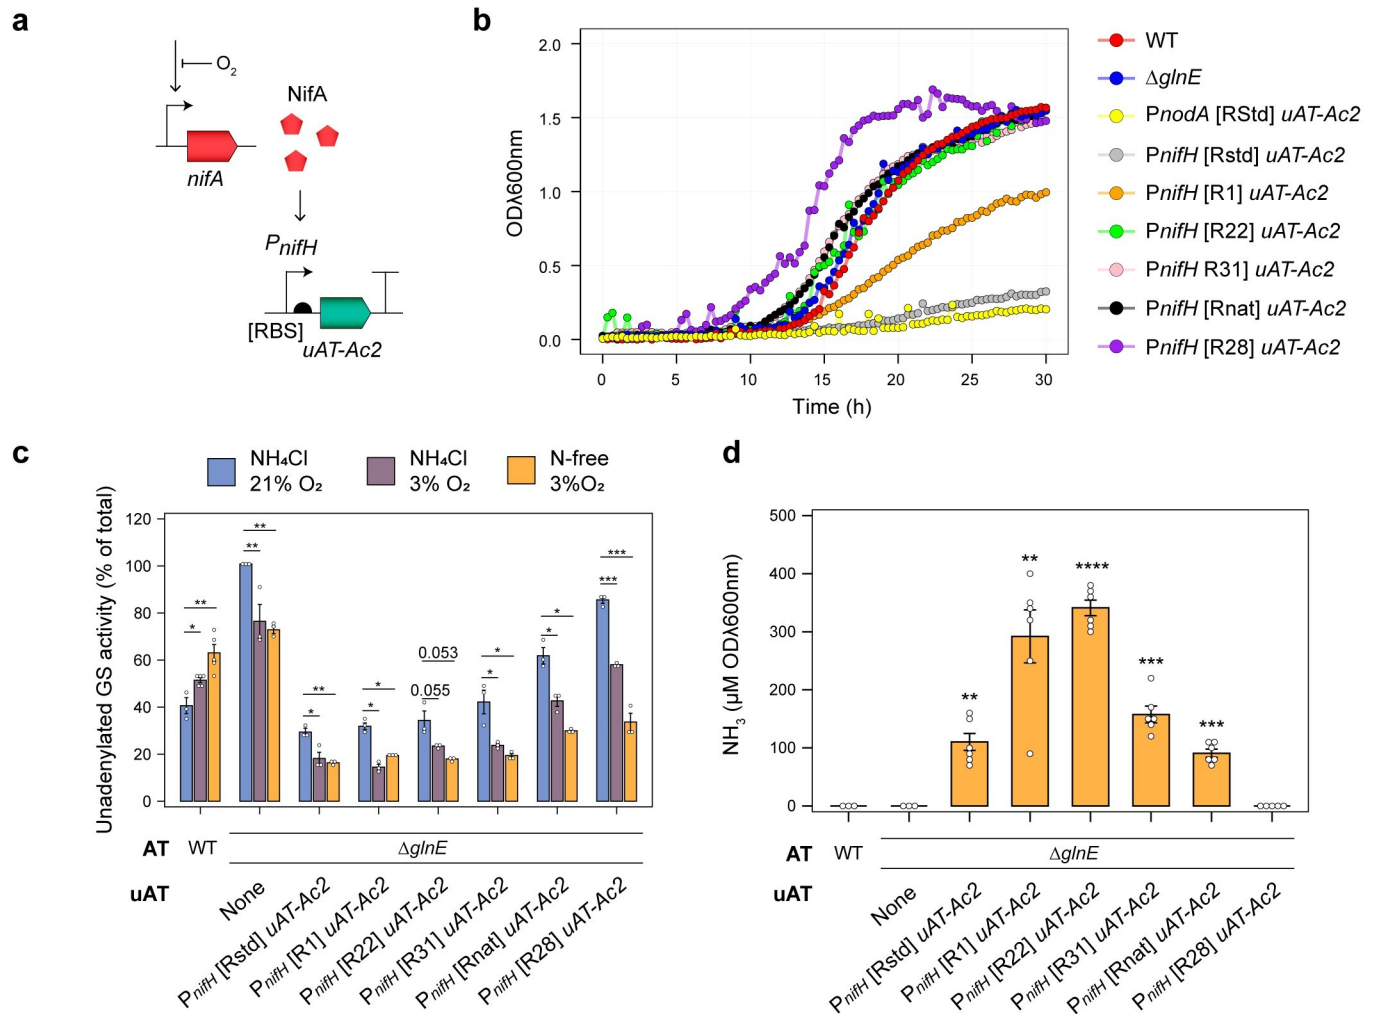 a
O2
NifA
nifA
PnifH
[RBS]
uAT-Ac2
b
2.0
1.5
1.0
0.5
0.0
ODλ600nm
0 5 10 15 20 25 30
Time (h)
WT
ΔglnE
PnodA [RStd] uAT-Ac2
PnifH [Rstd] uAT-Ac2
PnifH [R1] uAT-Ac2
PnifH [R22] uAT-Ac2
PnifH R31] uAT-Ac2
PnifH [Rnat] uAT-Ac2
PnifH [R28] uAT-Ac2
c
NH₄Cl
21% O₂
NH₄Cl
3% O₂
N-free
3%O₂
Unadenylated GS activity (% of total)
120
100
80
60
40
20
0
* **
** **
* **
* *
0.055 0.053
* *
* *
*** ***
AT WT ΔglnE
uAT
None
PnifH [Rstd] uAT-Ac2
PnifH [R1] uAT-Ac2
PnifH [R22] uAT-Ac2
PnifH [R31] uAT-Ac2
PnifH [Rnat] uAT-Ac2
PnifH [R28] uAT-Ac2
d
NH3 (µM ODλ600nm)
500
400
300
200
100
0
** ** **** *** ***
AT WT ΔglnE
uAT
None
PnifH [Rstd] uAT-Ac2
PnifH [R1] uAT-Ac2
PnifH [R22] uAT-Ac2
PnifH [R31] uAT-Ac2
PnifH [Rnat] uAT-Ac2
PnifH [R28] uAT-Ac2